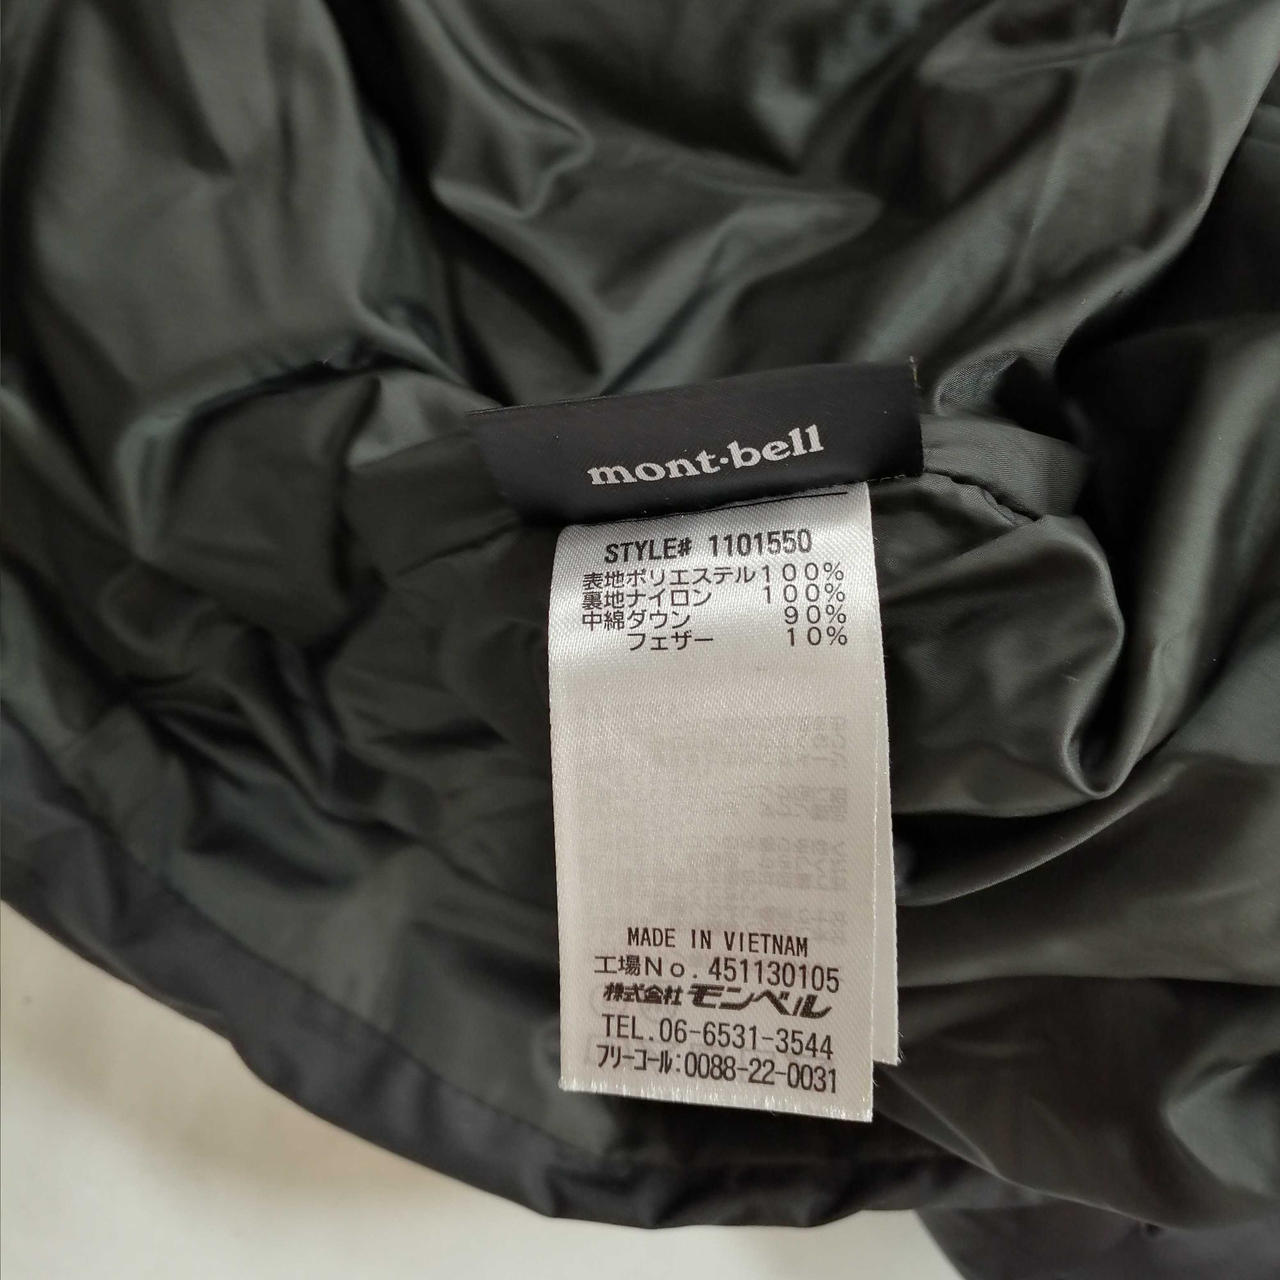 mont-bell
STYLE# 1101550
表地ポリエステル100%
裏地ナイロン 100%
中綿ダウン 90%
フェザー 10%
MADE IN VIETNAM
工場No.451130105
株式会社モンベル
TEL.06-6531-3544
フリーコール:0088-22-0031